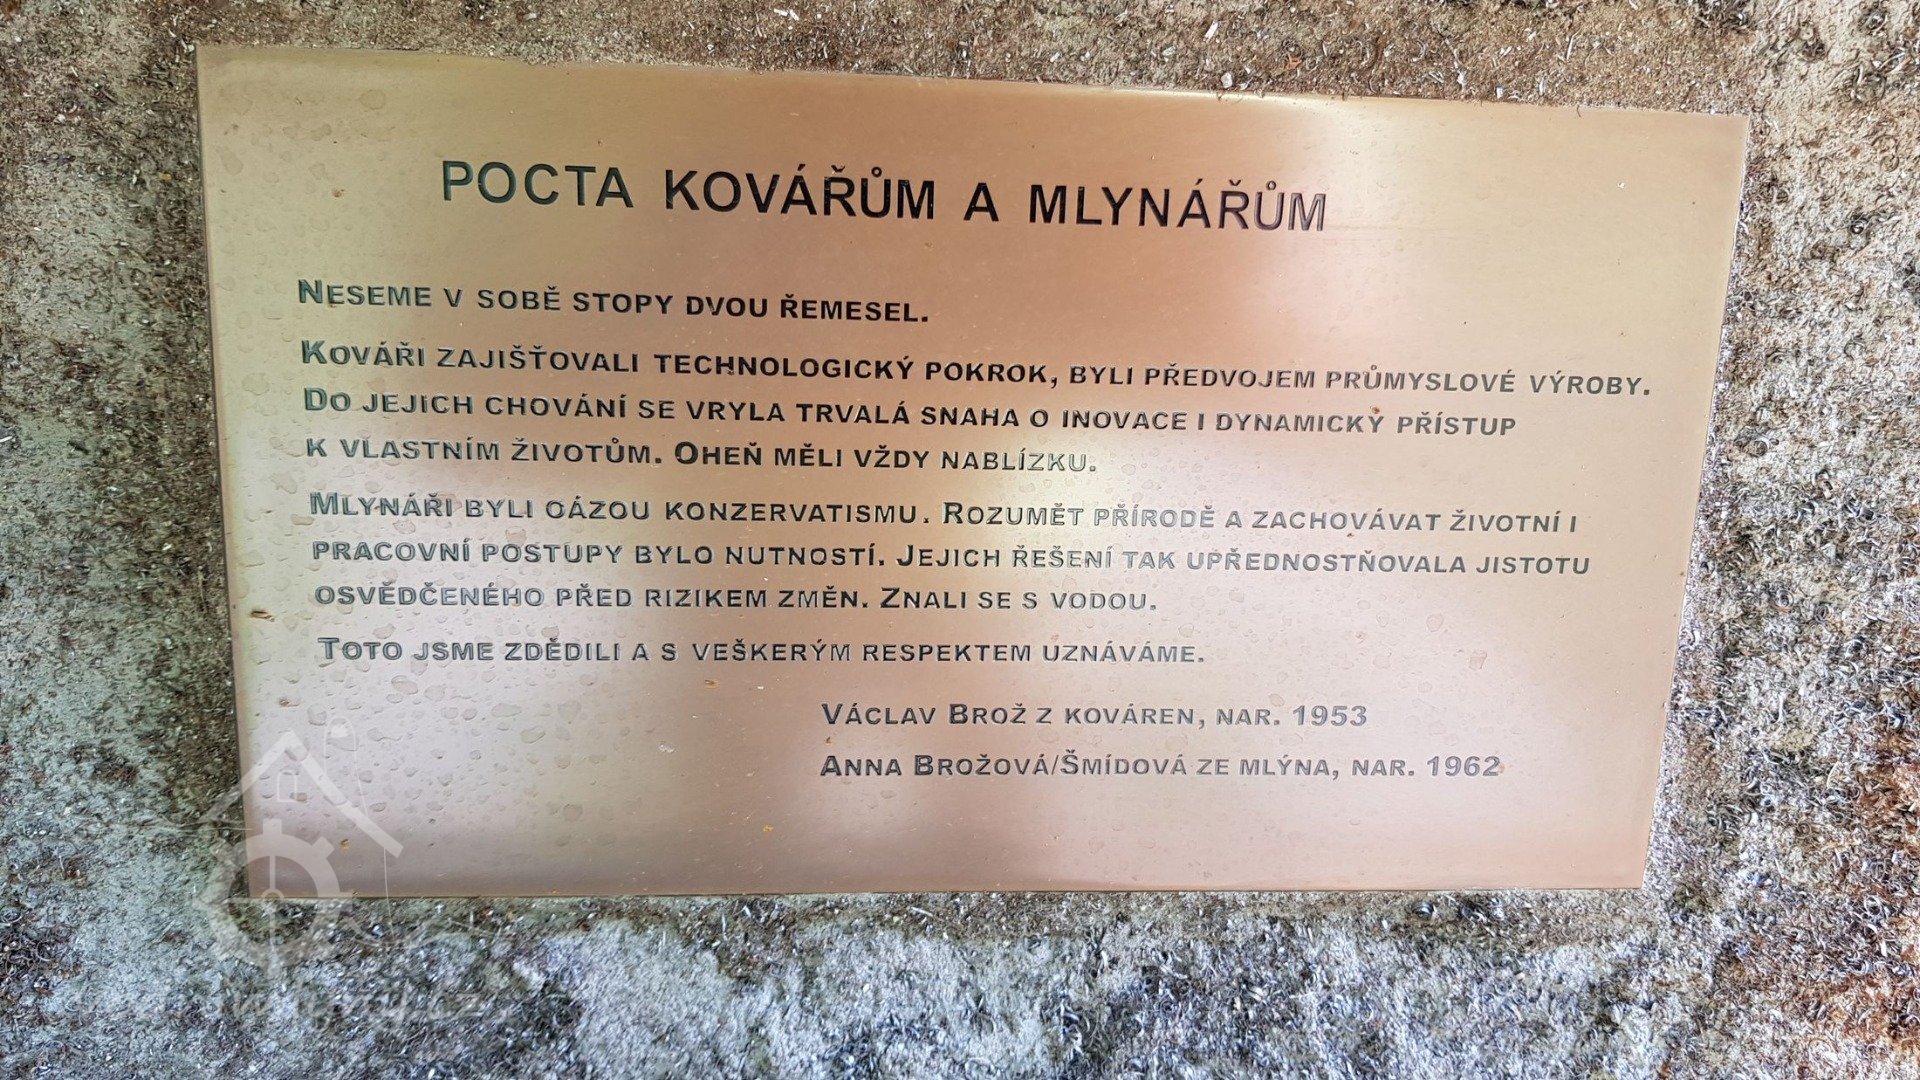 POCTA KOVÁŘŮM A MLYNÁŘŮM
NESEME V SOBĚ STOPY DVOU ŘEMESEL.
KOVÁŘI ZAJIŠŤOVALI TECHNOLOGICKÝ POKROK, BYLI PŘEDVOJEM PRŮMYSLOVÉ VÝROBY.
DO JEJICH CHOVÁNÍ SE VRYLA TRVALÁ SNAHA O INOVACE I DYNAMICKÝ PŘÍSTUP
K VLASTNÍM ŽIVOTŮM. OHEŇ MĚLI VŽDY NABLÍZKU.
MLYNÁŘI BYLI OÁZOU KONZERVATISMU. ROZUMĚT PŘÍRODĚ A ZACHOVÁVAT ŽIVOTNÍ I
PRACOVNÍ POSTUPY BYLO NUTNOSTÍ. JEJICH ŘEŠENÍ TAK UPŘEDNOSTŇOVALA JISTOTU
OSVĚDČENÉHO PŘED RIZIKEM ZMĚN. ZNALI SE S VODOU.
TOTO JSME ZDĚDILI A S VEŠKERÝM RESPEKTEM UZNÁVÁME.
VÁCLAV BROŽ Z KOVÁREN, NAR. 1953
ANNA BROŽOVÁ/ŠMÍDOVÁ ZE MLÝNA, NAR. 1962